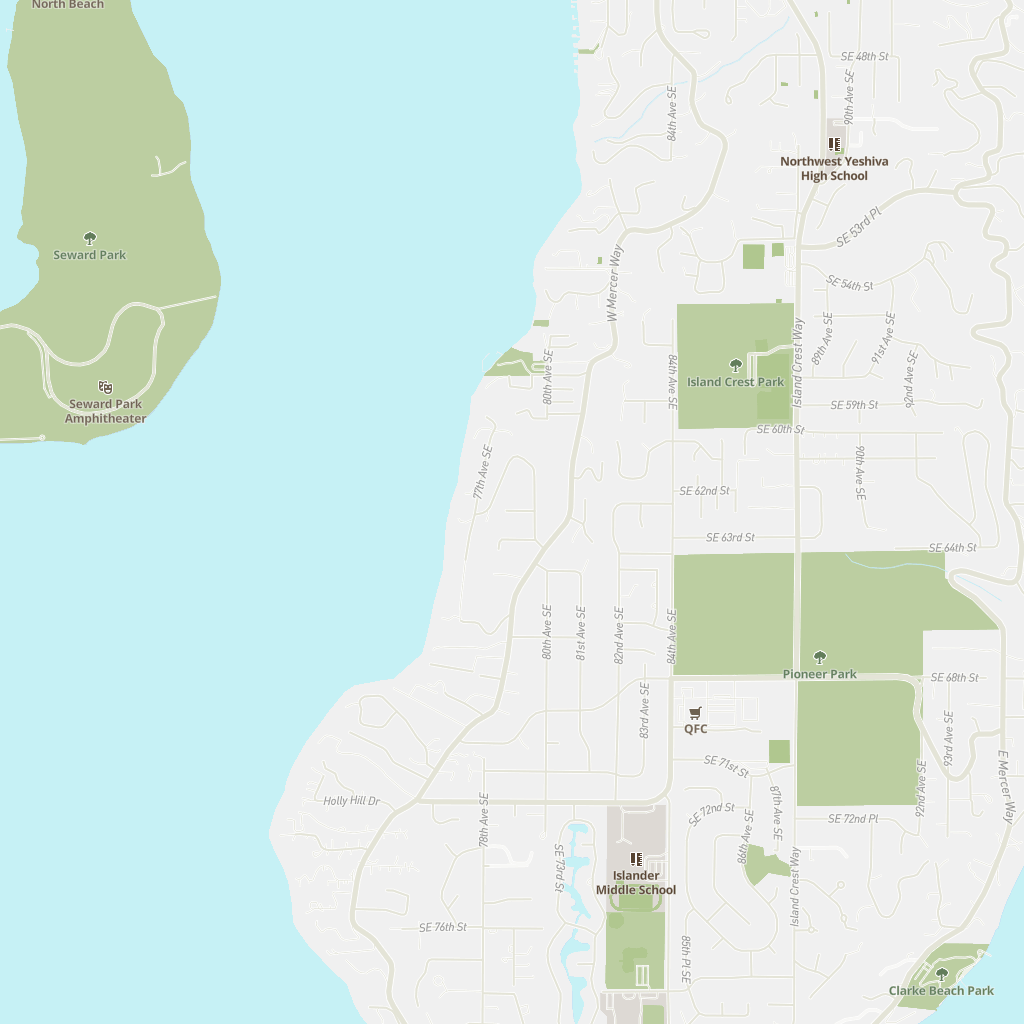 North Beach
SE 48th St
90th Ave SE
84th Ave SE
Northwest Yeshiva
High School
SE 53rd Pl
Seward Park
W Mercer Way
SE 54th St
89th Ave SE
91st Ave SE
Island Crest Way
80th Ave SE
84th Ave SE
92nd Ave SE
Island Crest Park
Seward Park
Amphitheater
SE 59th St
SE 60th St
77th Ave SE
90th Ave SE
SE 62nd St
SE 63rd St
SE 64th St
80th Ave SE
81st Ave SE
82nd Ave SE
84th Ave SE
Pioneer Park
SE 68th St
83rd Ave SE
93rd Ave SE
QFC
SE 71st St
E Mercer Way
92nd Ave SE
Holly Hill Dr
78th Ave SE
SE 72nd St
87th Ave SE
86th Ave SE
SE 72nd Pl
SE 73rd St
Islander
Middle School
Island Crest Way
SE 76th St
85th Pl SE
Clarke Beach Park